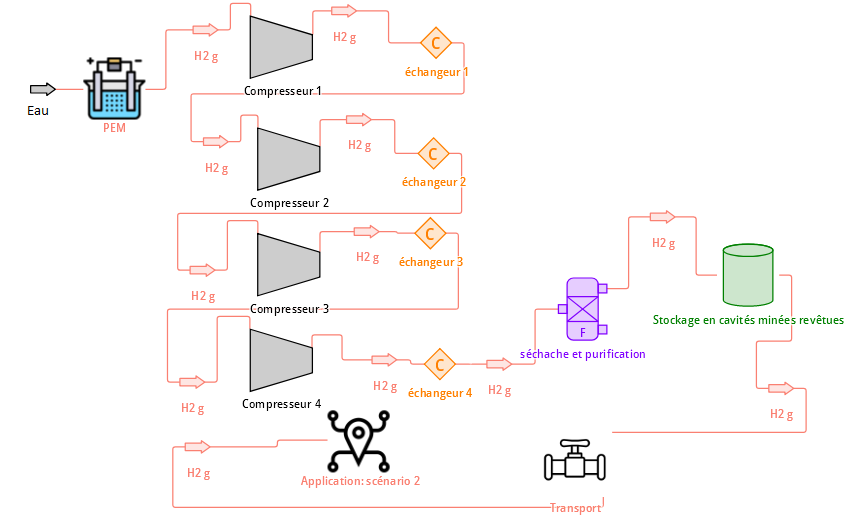 H2 g
H2 g
C
échangeur 1
Compresseur 1
Eau
PEM
H2 g
H2 g
C
échangeur 2
Compresseur 2
H2 g
H2 g
C
échangeur 3
Compresseur 3
H2 g
Stockage en cavités minées revêtues
F
séchache et purification
H2 g
H2 g
C
échangeur 4
H2 g
Compresseur 4
H2 g
H2 g
Application: scénario 2
Transport